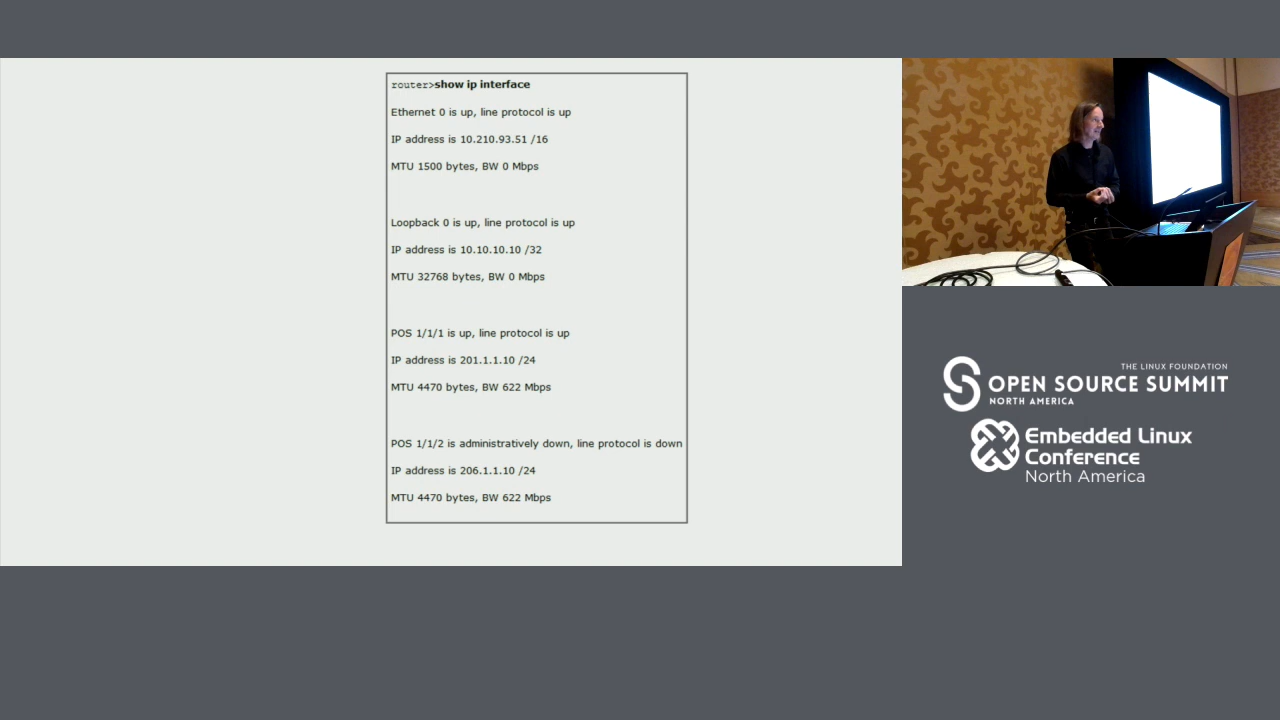 router>show ip interface
Ethernet 0 is up, line protocol is up
IP address is 10.210.93.51 /16
MTU 1500 bytes, BW 0 Mbps
Loopback 0 is up, line protocol is up
IP address is 10.10.10.10 /32
MTU 32768 bytes, BW 0 Mbps
POS 1/1/1 is up, line protocol is up
IP address is 201.1.1.10 /24
MTU 4470 bytes, BW 622 Mbps
POS 1/1/2 is administratively down, line protocol is down
IP address is 206.1.1.10 /24
MTU 4470 bytes, BW 622 Mbps
THE LINUX FOUNDATION
OPEN SOURCE SUMMIT
NORTH AMERICA
Embedded Linux
Conference
North America